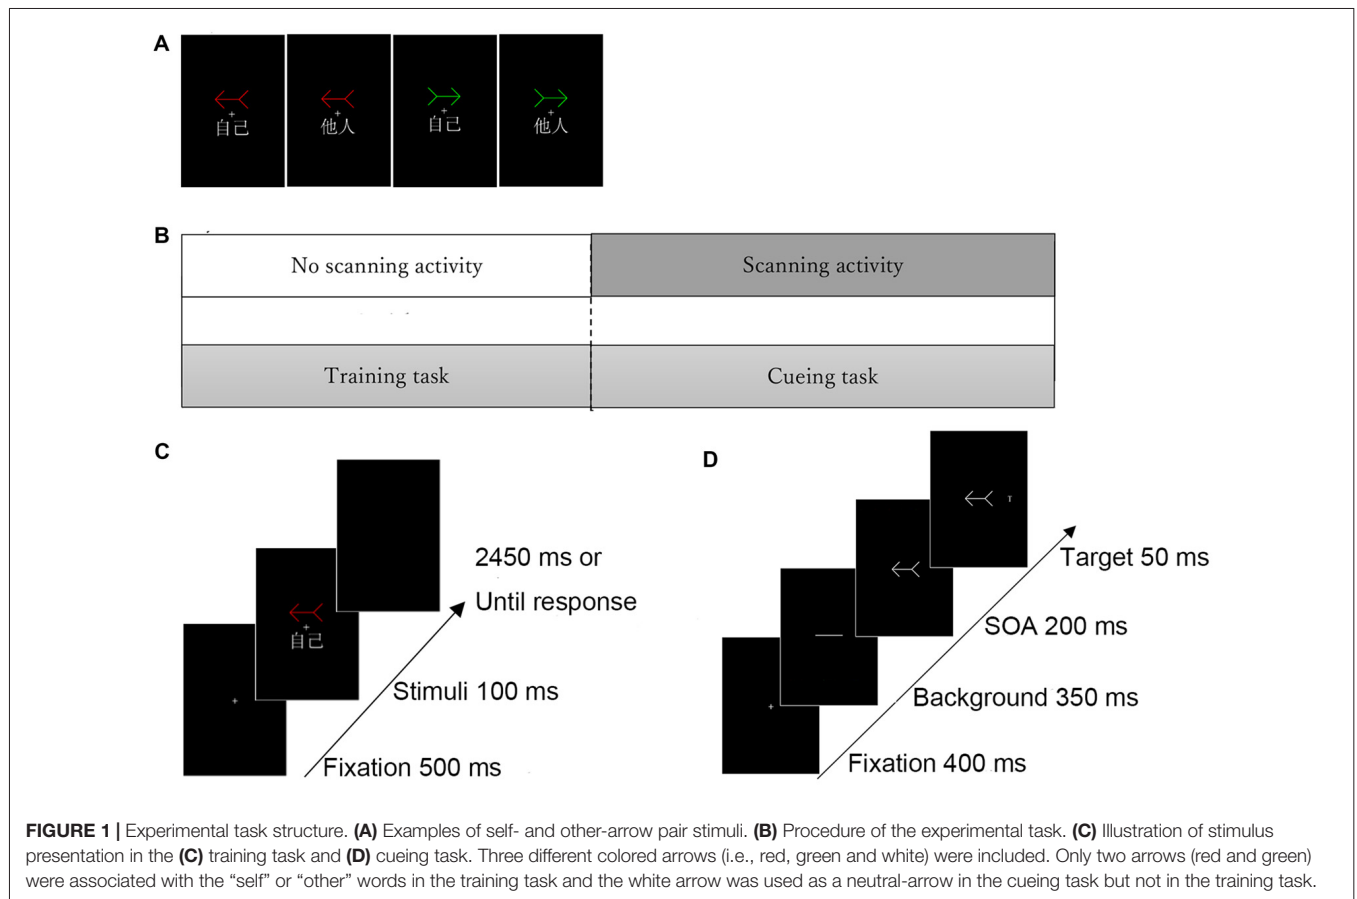 A
自己
他人
自己
他人
B
No scanning activity
Scanning activity
Training task
Cueing task
C
自己
2450 ms or
Until response
Stimuli 100 ms
Fixation 500 ms
D
T
Target 50 ms
SOA 200 ms
Background 350 ms
Fixation 400 ms
FIGURE 1 | Experimental task structure. (A) Examples of self- and other-arrow pair stimuli. (B) Procedure of the experimental task. (C) Illustration of stimulus
presentation in the (C) training task and (D) cueing task. Three different colored arrows (i.e., red, green and white) were included. Only two arrows (red and green)
were associated with the “self” or “other” words in the training task and the white arrow was used as a neutral-arrow in the cueing task but not in the training task.